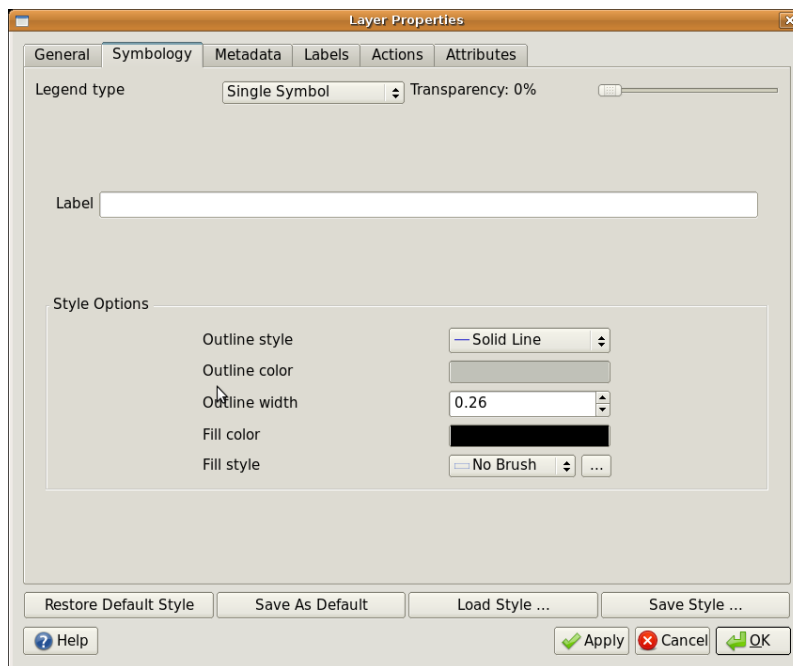 Layer Properties
General Symbology Metadata Labels Actions Attributes
Legend type Single Symbol Transparency: 0%
Label
Style Options
Outline style Solid Line
Outline color
Outline width 0.26
Fill color
Fill style No Brush ...
Restore Default Style Save As Default Load Style ... Save Style ...
Help Apply Cancel OK